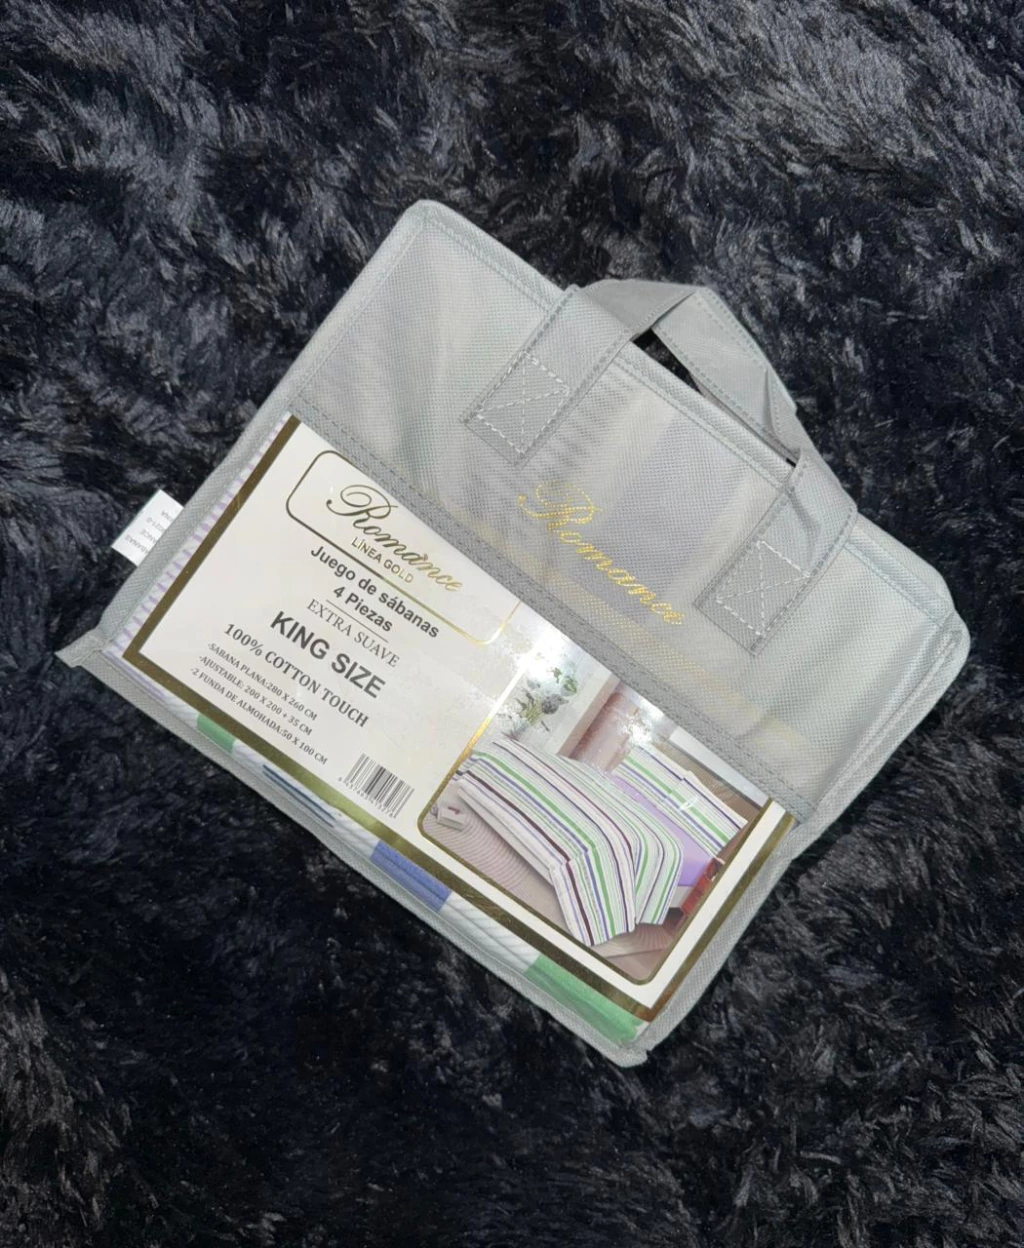 Romance
Romance
LÍNEA GOLD
Juego de sábanas
4 Piezas
EXTRA SUAVE
KING SIZE
100% COTTON TOUCH
-SABANA PLANA:280 X 260 CM
-AJUSTABLE: 200 X 200 + 35 CM
-2 FUNDA DE ALMOHADA:50 X 100 CM